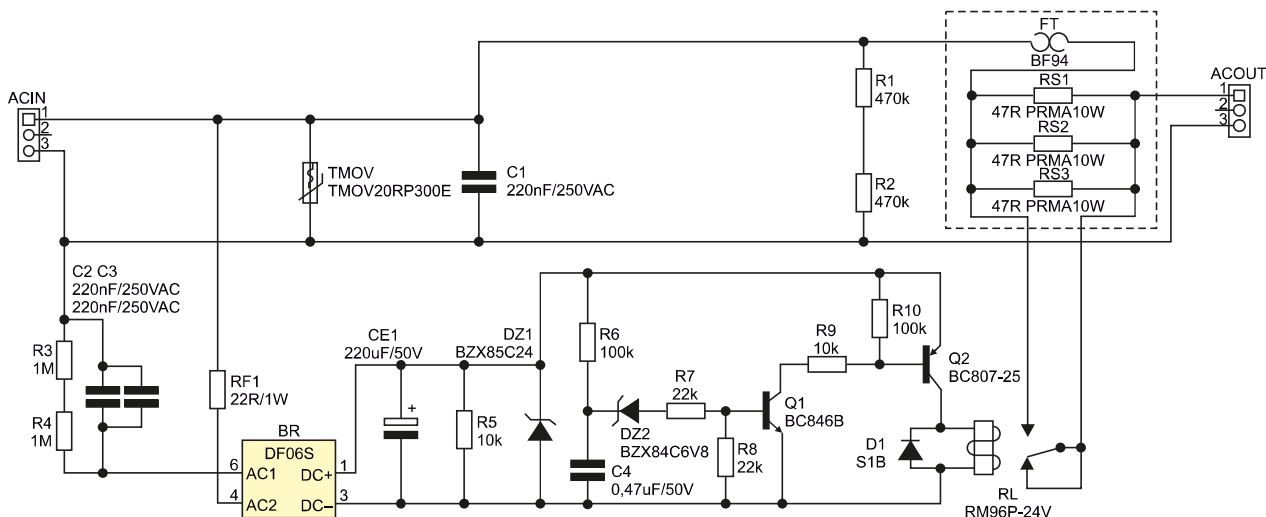 FT
BF94
ACIN
1
2
3
R1
470k
RS1
47R PRMA10W
RS2
47R PRMA10W
RS3
47R PRMA10W
ACOUT
1
2
3
TMOV
TMOV20RP300E
C1
220nF/250VAC
R2
470k
C2 C3
220nF/250VAC
220nF/250VAC
R3
1M
R4
1M
RF1
22R/1W
CE1
220uF/50V
+
DZ1
BZX85C24
R5
10k
R6
100k
R7
22k
DZ2
BZX84C6V8
R8
22k
C4
0,47uF/50V
R9
10k
R10
100k
Q1
BC846B
Q2
BC807-25
D1
S1B
RL
RM96P-24V
BR
DF06S
6 AC1 DC+ 1
4 AC2 DC– 3